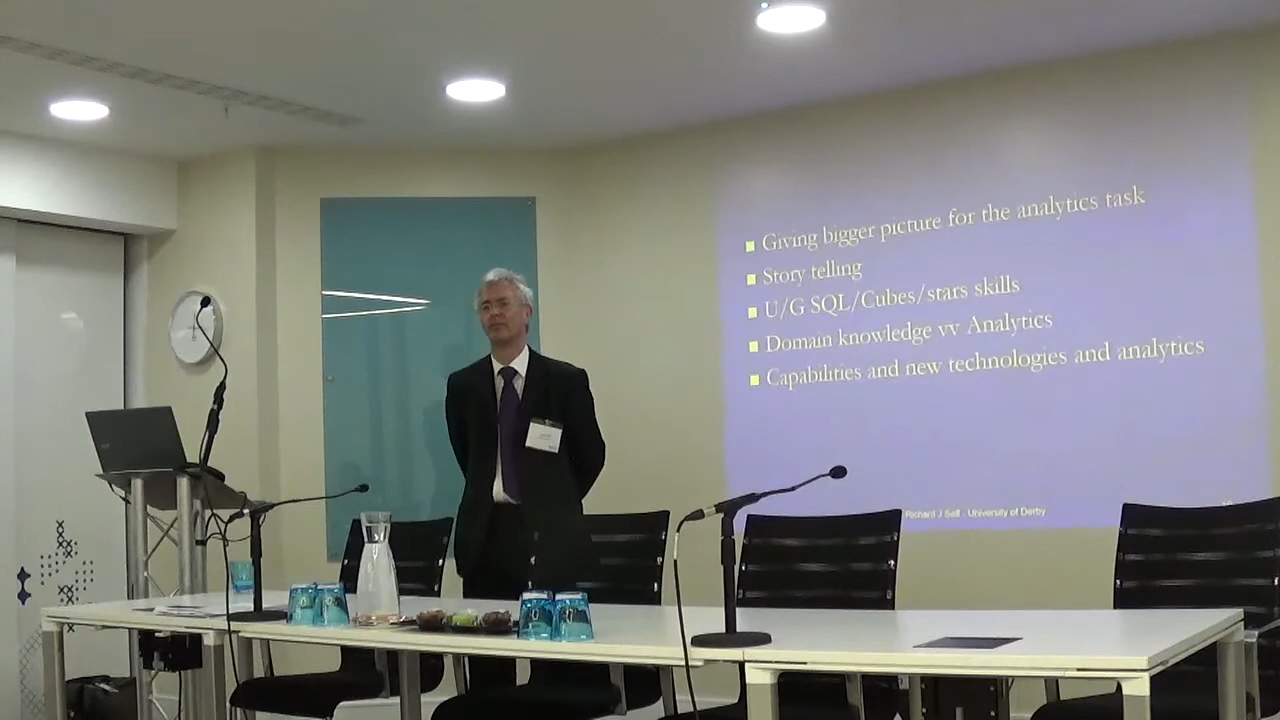 Giving bigger picture for the analytics task
Story telling
U/G SQL/Cubes/stars skills
Domain knowledge vv Analytics
Capabilities and new technologies and analytics
Richard J Self - University of Derby